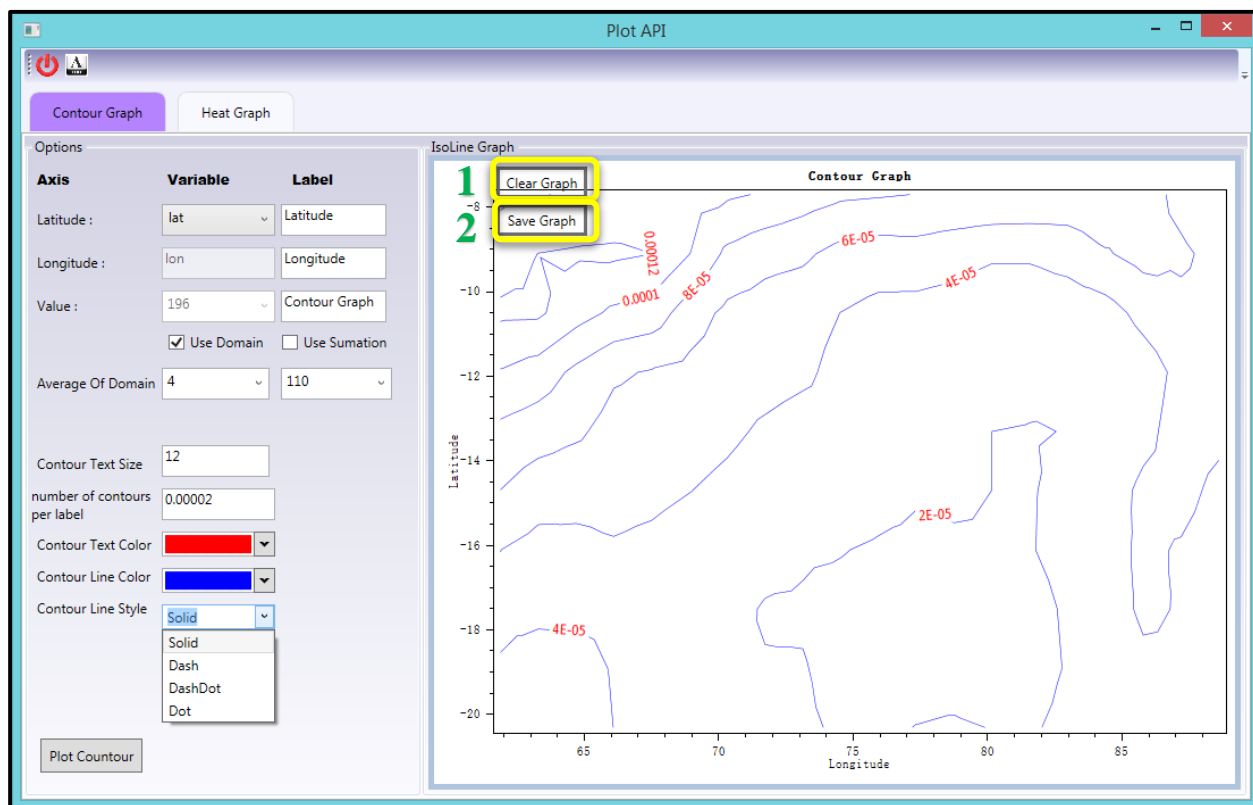 Plot API
Contour Graph Heat Graph
Options
Axis Variable Label
Latitude : lat Latitude
Longitude : lon Longitude
Value : 196 Contour Graph
Use Domain Use Sumation
Average Of Domain 4 110
Contour Text Size 12
number of contours
per label 0.00002
Contour Text Color
Contour Line Color
Contour Line Style Solid
Solid
Dash
DashDot
Dot
Plot Countour
IsoLine Graph
1 Clear Graph
2 Save Graph
Contour Graph
Latitude
-8
-10
-12
-14
-16
-18
-20
0.00012
0.0001
8E-05
6E-05
4E-05
2E-05
4E-05
65 70 75 80 85
Longitude